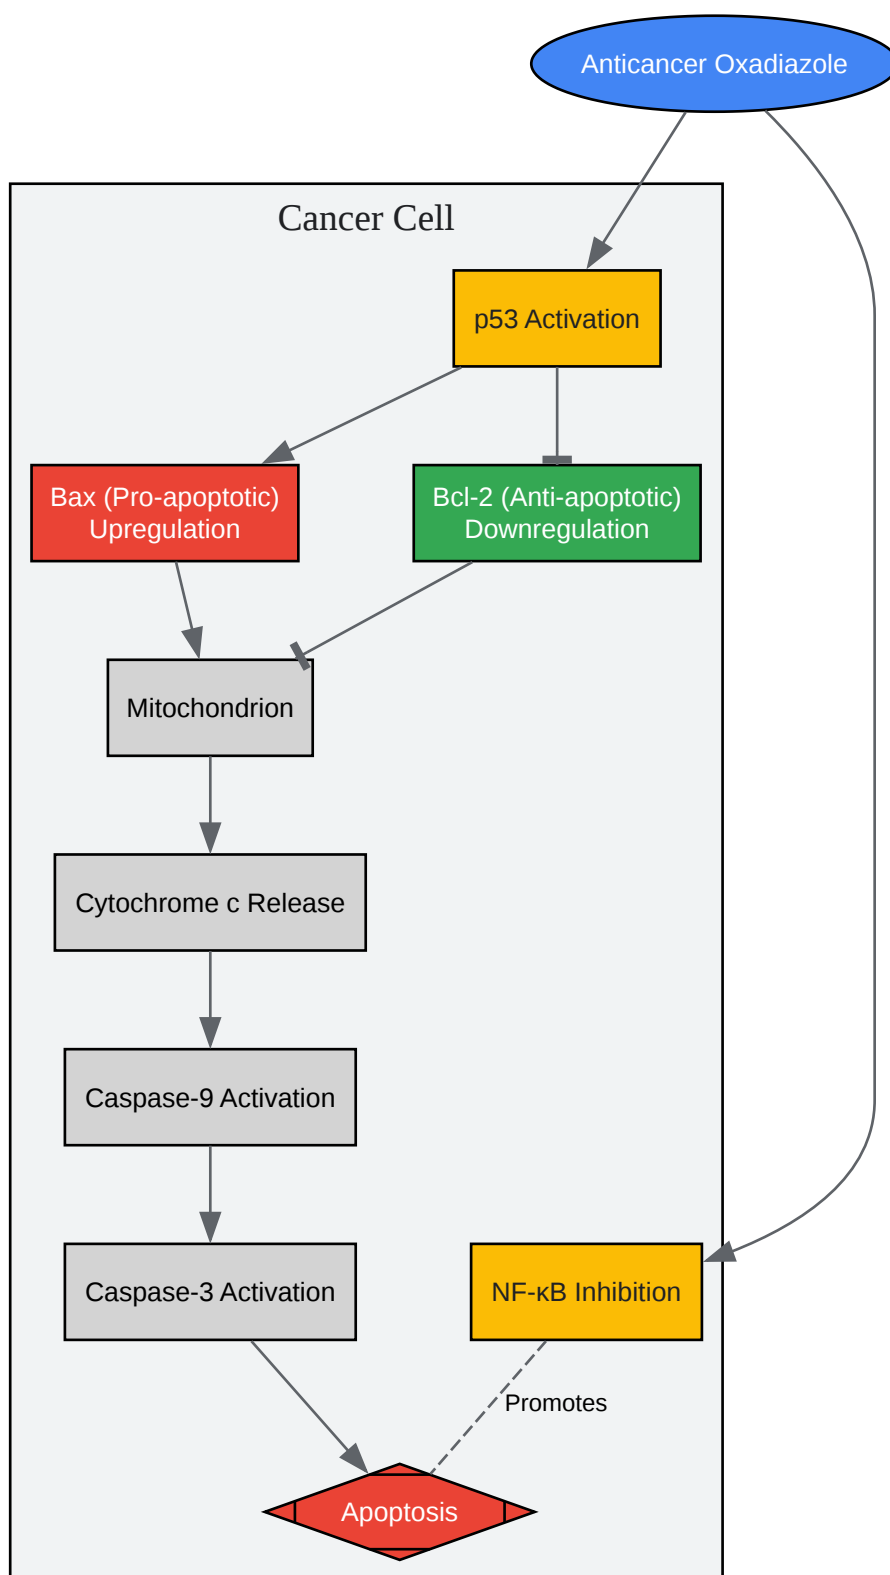 Anticancer Oxadiazole
Cancer Cell
p53 Activation
Bax (Pro-apoptotic)
Upregulation
Bcl-2 (Anti-apoptotic)
Downregulation
Mitochondrion
Cytochrome c Release
Caspase-9 Activation
Caspase-3 Activation
NF-κB Inhibition
Promotes
Apoptosis